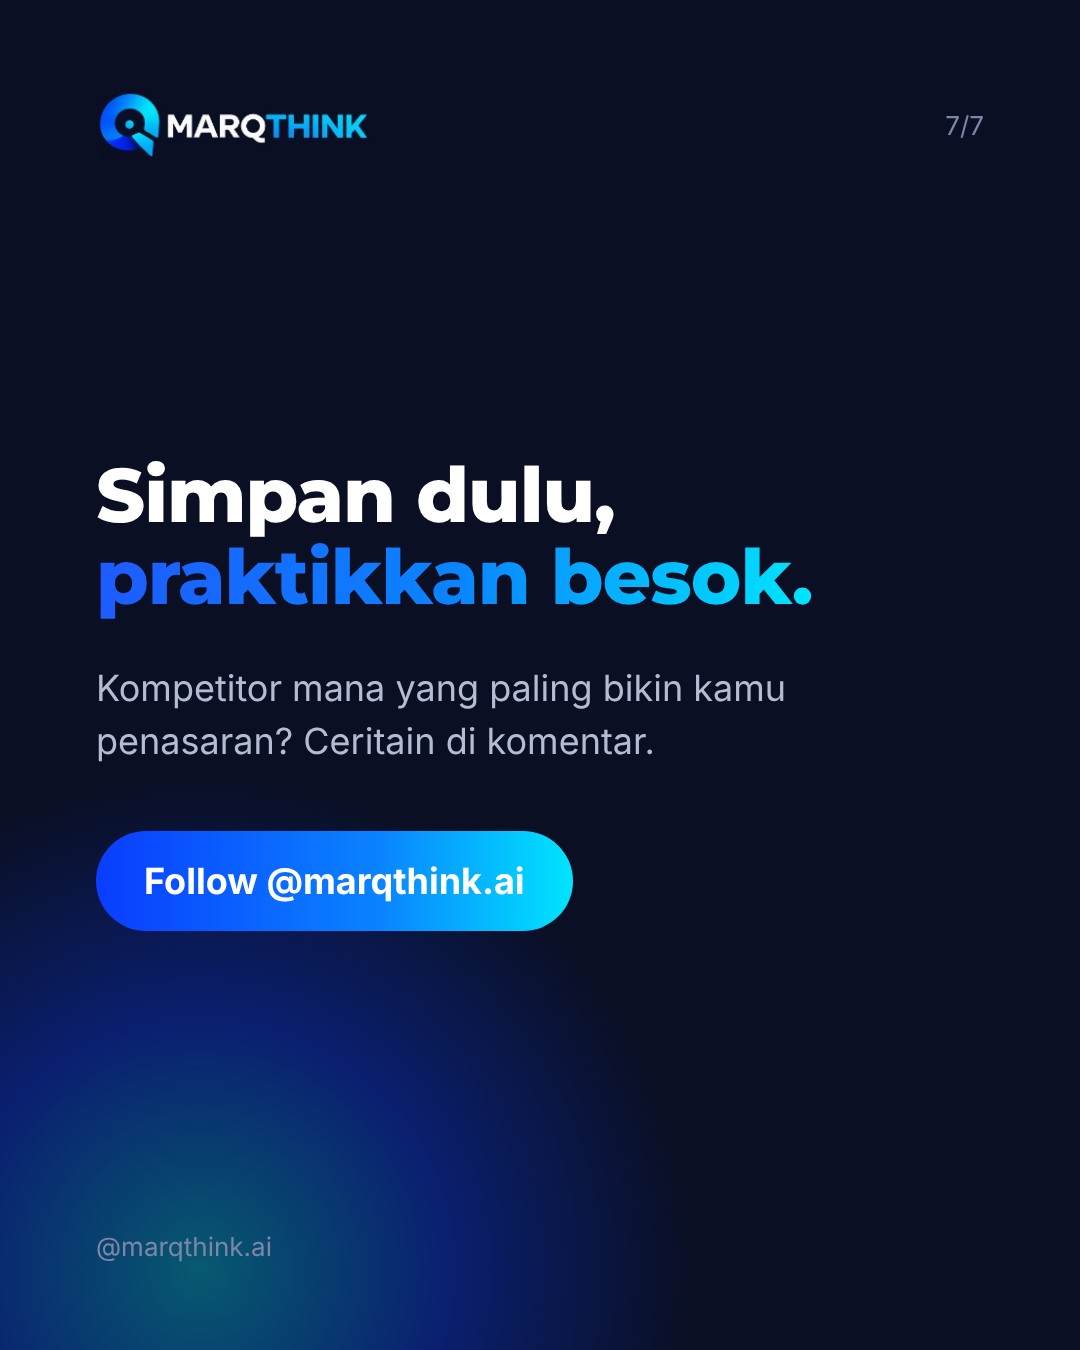 MARQTHINK
7/7
Simpan dulu,
praktikkan besok.
Kompetitor mana yang paling bikin kamu
penasaran? Ceritain di komentar.
Follow @marqthink.ai
@marqthink.ai